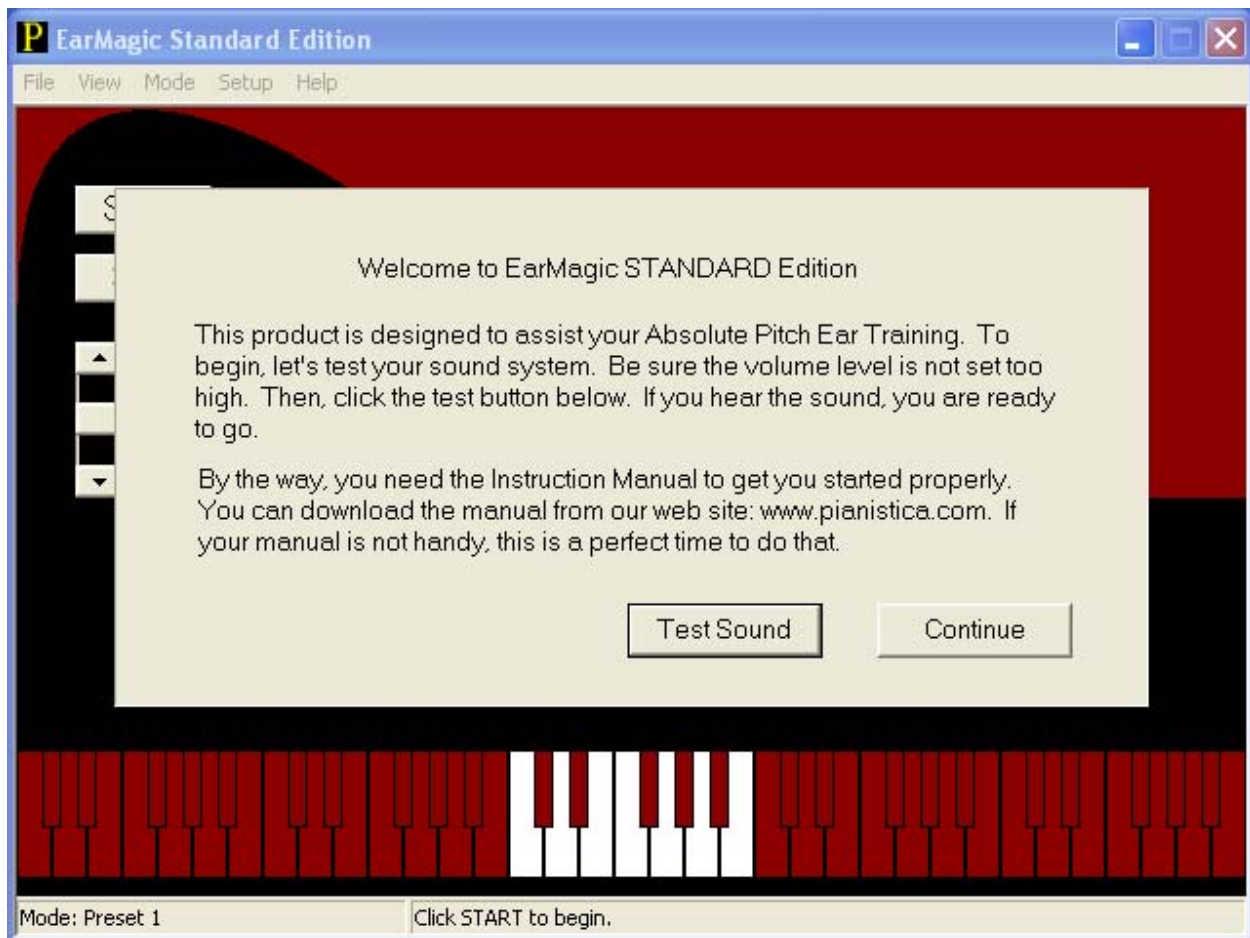 P EarMagic Standard Edition
File View Mode Setup Help
S
Welcome to EarMagic STANDARD Edition
This product is designed to assist your Absolute Pitch Ear Training. To
begin, let's test your sound system. Be sure the volume level is not set too
high. Then, click the test button below. If you hear the sound, you are ready
to go.
By the way, you need the Instruction Manual to get you started properly.
You can download the manual from our web site: www.pianistica.com. If
your manual is not handy, this is a perfect time to do that.
Test Sound Continue
Mode: Preset 1 Click START to begin.